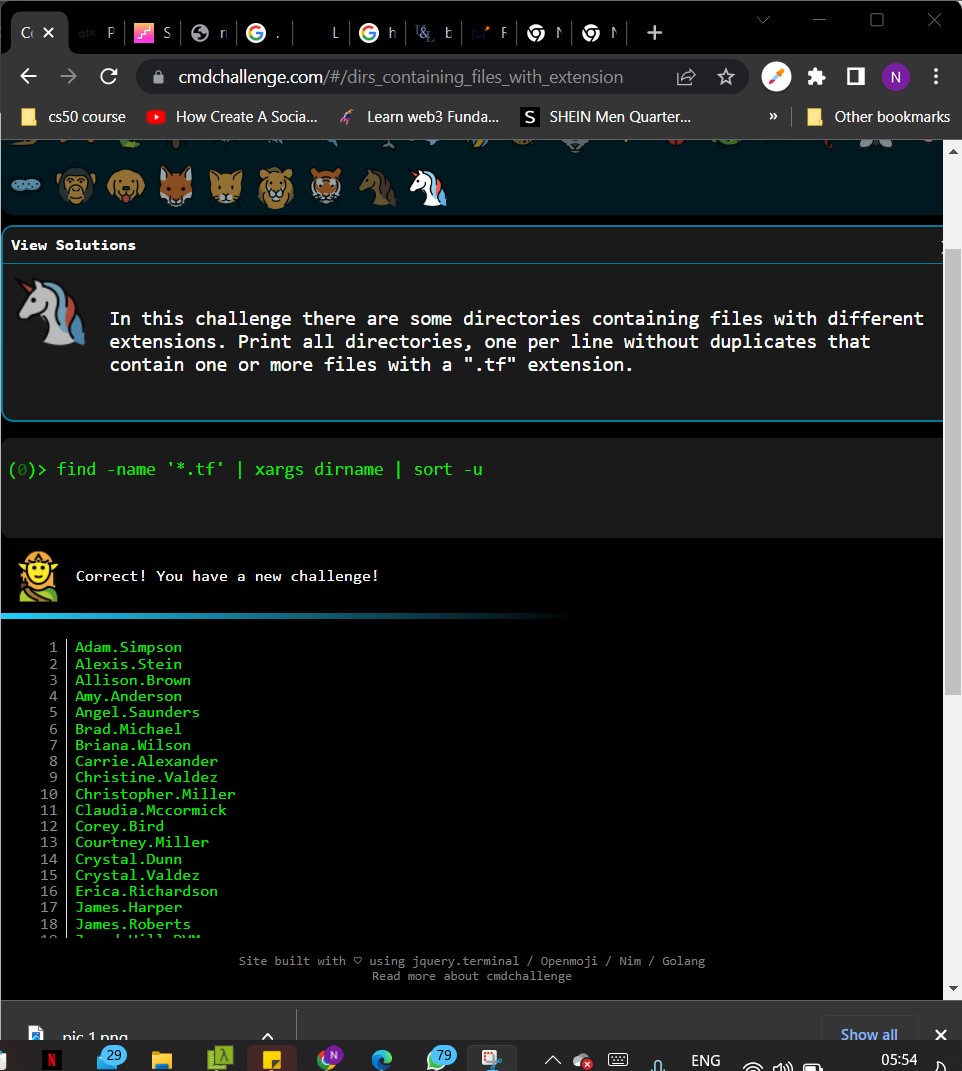 cmdchallenge.com/#/dirs_containing_files_with_extension
N
cs50 course
How Create A Socia...
Learn web3 Funda...
S
SHEIN Men Quarter...
»
Other bookmarks
View Solutions
In this challenge there are some directories containing files with different
extensions. Print all directories, one per line without duplicates that
contain one or more files with a ".tf" extension.
(0)> find -name '*.tf' | xargs dirname | sort -u
Correct! You have a new challenge!
1 Adam.Simpson
2 Alexis.Stein
3 Allison.Brown
4 Amy.Anderson
5 Angel.Saunders
6 Brad.Michael
7 Briana.Wilson
8 Carrie.Alexander
9 Christine.Valdez
10 Christopher.Miller
11 Claudia.Mccormick
12 Corey.Bird
13 Courtney.Miller
14 Crystal.Dunn
15 Crystal.Valdez
16 Erica.Richardson
17 James.Harper
18 James.Roberts
Site built with ♡ using jquery.terminal / Openmoji / Nim / Golang
Read more about cmdchallenge
pic 1.png
Show all
29
79
ENG
05:54